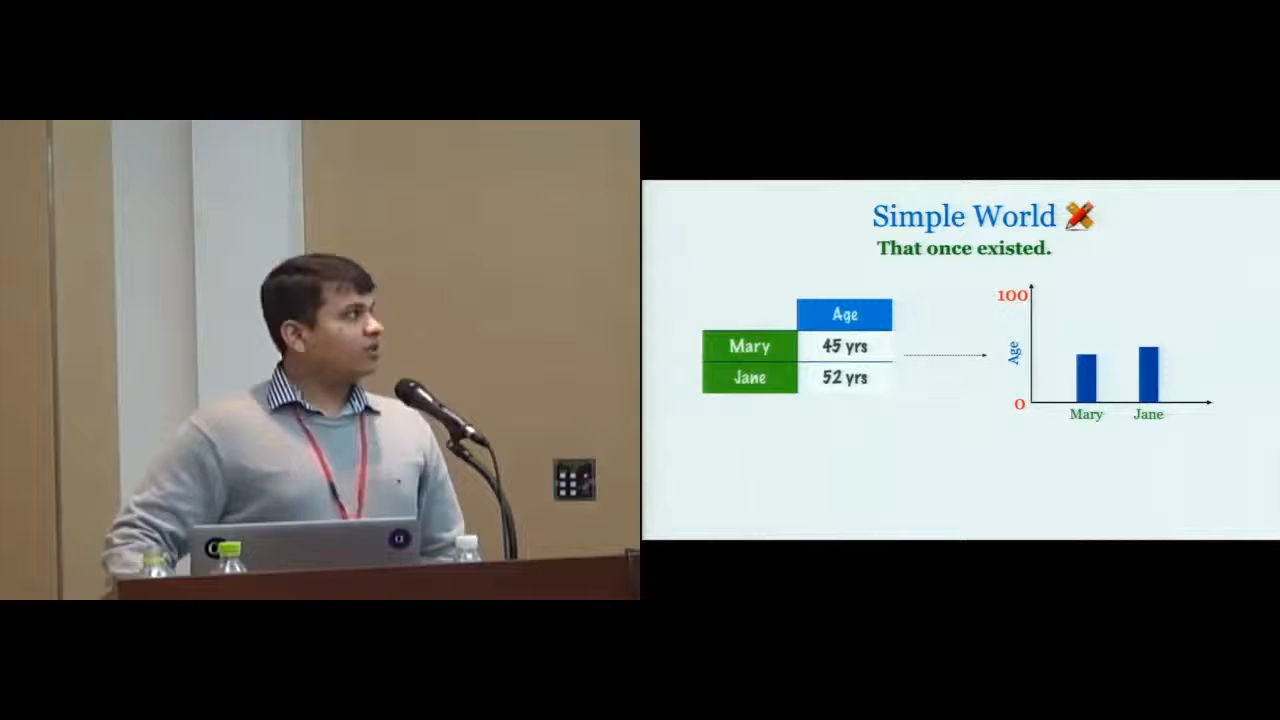 Simple World
That once existed.
Age
Mary 45 yrs
Jane 52 yrs
100
Age
0
Mary Jane